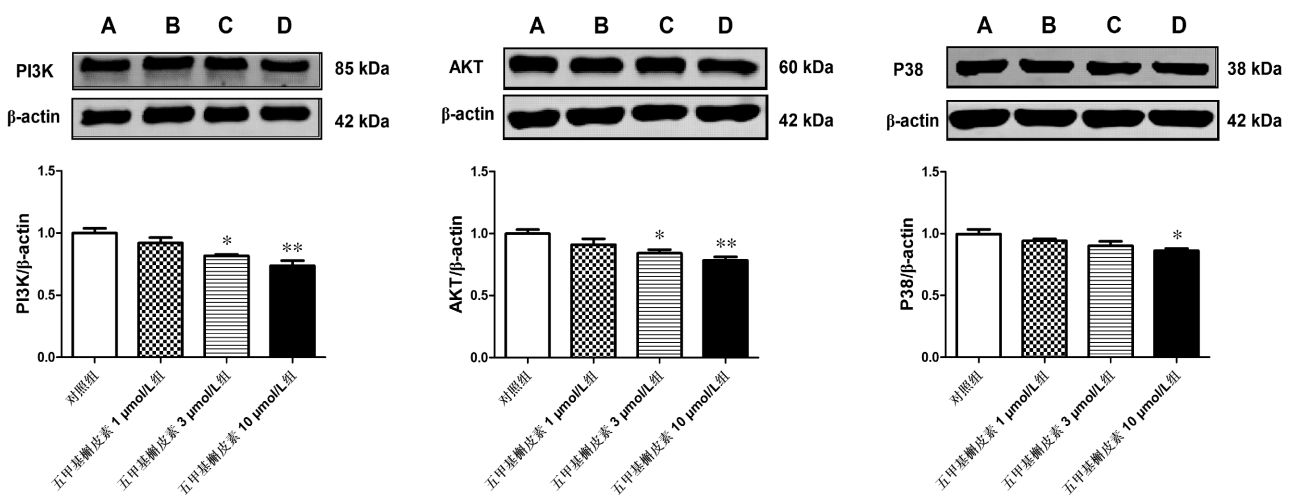 A B C D
PI3K 85 kDa
β-actin 42 kDa
1.5
1.0
0.5
0.0
PI3K/β-actin
*
**
对照组
五甲基槲皮素 1 μmol/L组
五甲基槲皮素 3 μmol/L组
五甲基槲皮素 10 μmol/L组
A B C D
AKT 60 kDa
β-actin 42 kDa
1.5
1.0
0.5
0.0
AKT/β-actin
*
**
对照组
五甲基槲皮素 1 μmol/L组
五甲基槲皮素 3 μmol/L组
五甲基槲皮素 10 μmol/L组
A B C D
P38 38 kDa
β-actin 42 kDa
1.5
1.0
0.5
0.0
P38/β-actin
*
对照组
五甲基槲皮素 1 μmol/L组
五甲基槲皮素 3 μmol/L组
五甲基槲皮素 10 μmol/L组